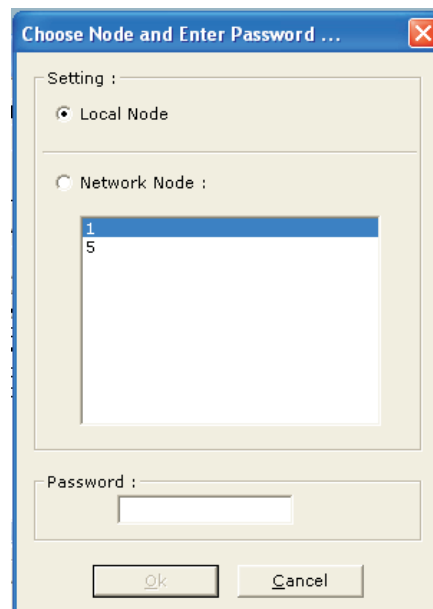 Choose Node and Enter Password ...
Setting :
Local Node
Network Node :
1
5
Password :
Ok
Cancel